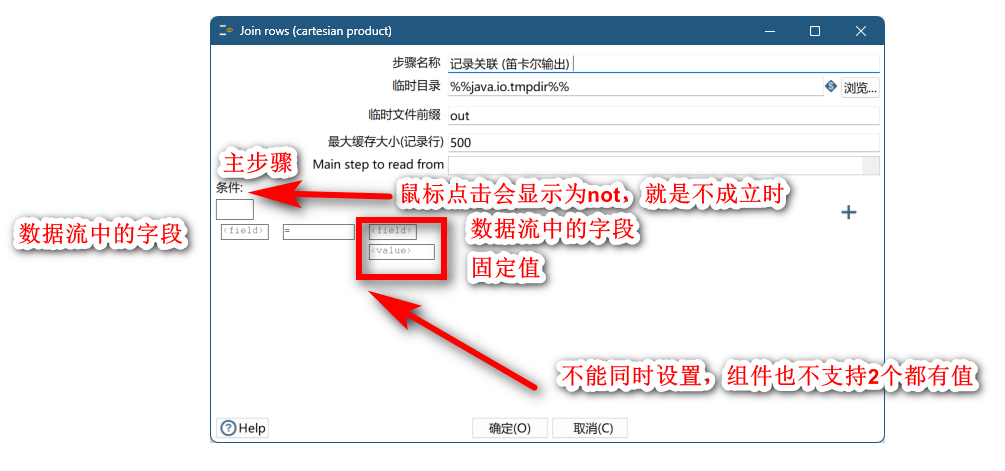 Join rows (cartesian product)
步骤名称 记录关联 (笛卡尔输出)
临时目录 %%java.io.tmpdir%% 浏览...
临时文件前缀 out
最大缓存大小(记录行) 500
主步骤 Main step to read from
条件:
鼠标点击会显示为not，就是不成立时
数据流中的字段
<field> = <field>
数据流中的字段
<value>
固定值
不能同时设置，组件也不支持2个都有值
Help 确定(O) 取消(C)